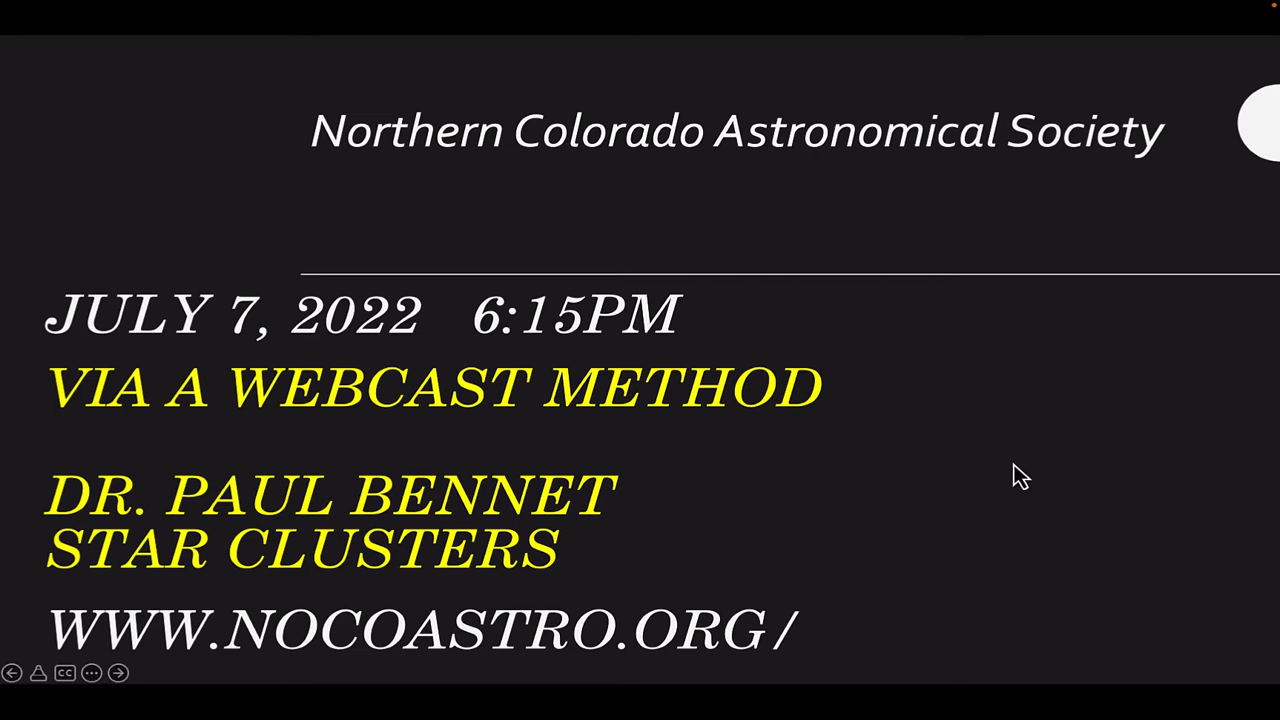 Northern Colorado Astronomical Society
JULY 7, 2022 6:15PM
VIA A WEBCAST METHOD
DR. PAUL BENNET
STAR CLUSTERS
WWW.NOCOASTRO.ORG/
CC